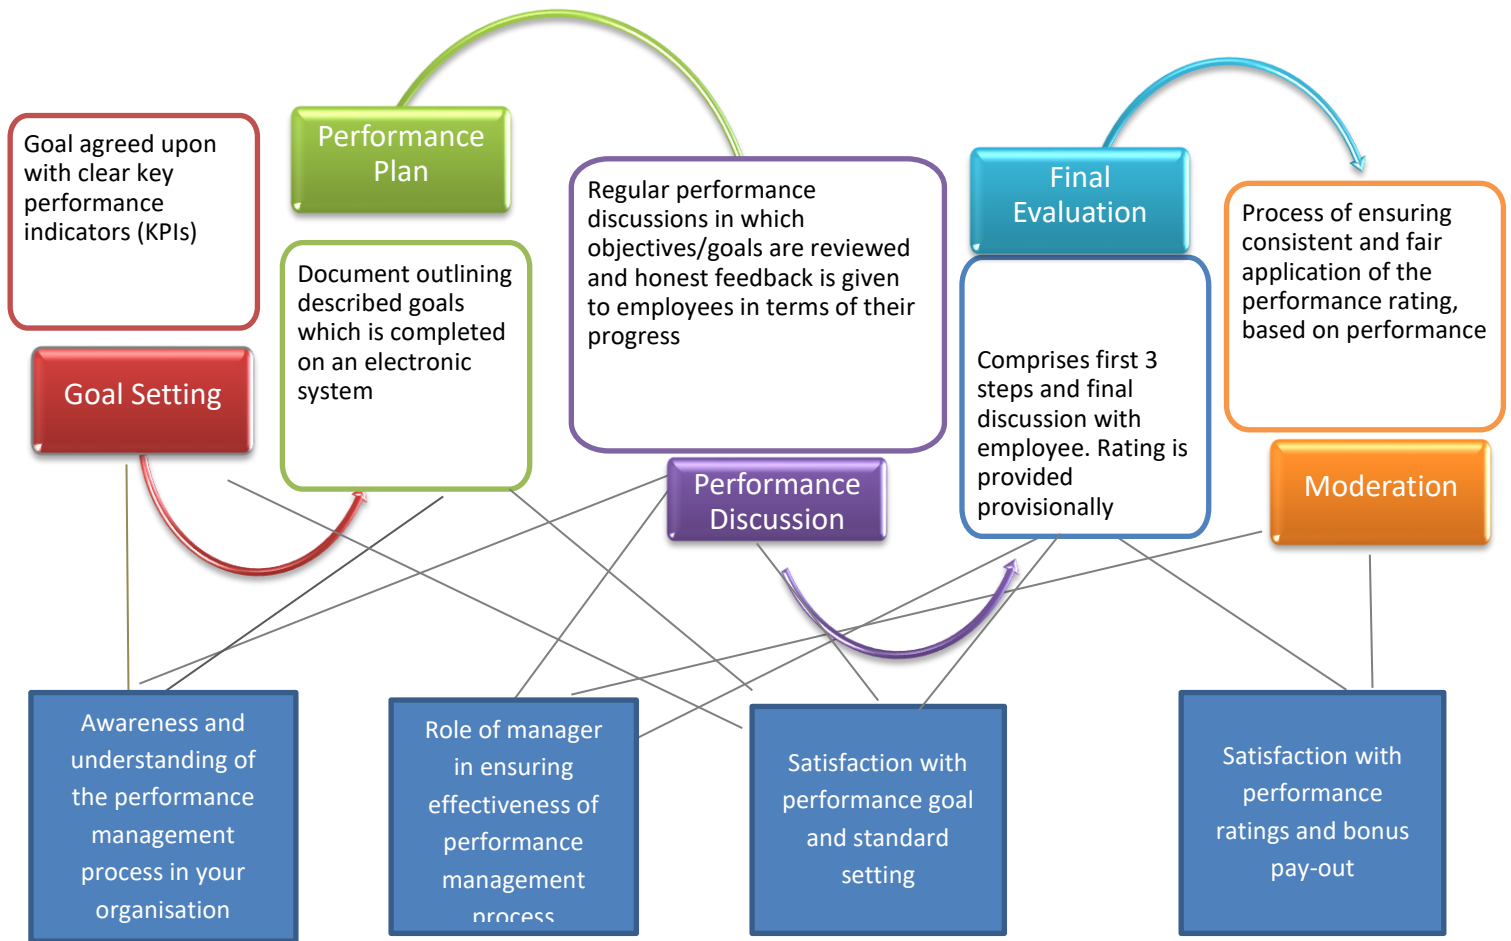 Goal agreed upon
with clear key
performance
indicators (KPIs)
Goal Setting
Performance
Plan
Document outlining
described goals
which is completed
on an electronic
system
Regular performance
discussions in which
objectives/goals are reviewed
and honest feedback is given
to employees in terms of their
progress
Performance
Discussion
Final
Evaluation
Comprises first 3
steps and final
discussion with
employee. Rating is
provided
provisionally
Process of ensuring
consistent and fair
application of the
performance rating,
based on performance
Moderation
Awareness and
understanding of
the performance
management
process in your
organisation
Role of manager
in ensuring
effectiveness of
performance
management
process
Satisfaction with
performance goal
and standard
setting
Satisfaction with
performance
ratings and bonus
pay-out